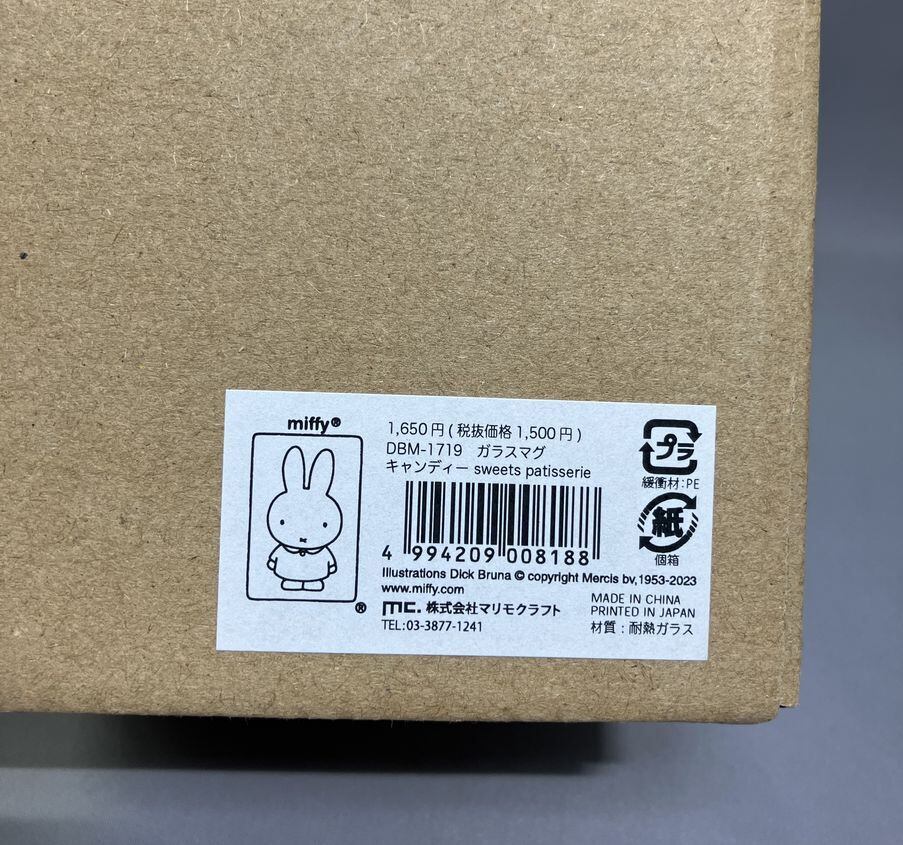 miffy®
®
1,650円(税抜価格1,500円)
DBM-1719 ガラスマグ
キャンディー sweets patisserie
4 994209 008188
Illustrations Dick Bruna © copyright Mercis bv,1953-2023
www.miffy.com
mc. 株式会社マリモクラフト
TEL:03-3877-1241
プラ
緩衝材:PE
紙
個箱
MADE IN CHINA
PRINTED IN JAPAN
材質:耐熱ガラス